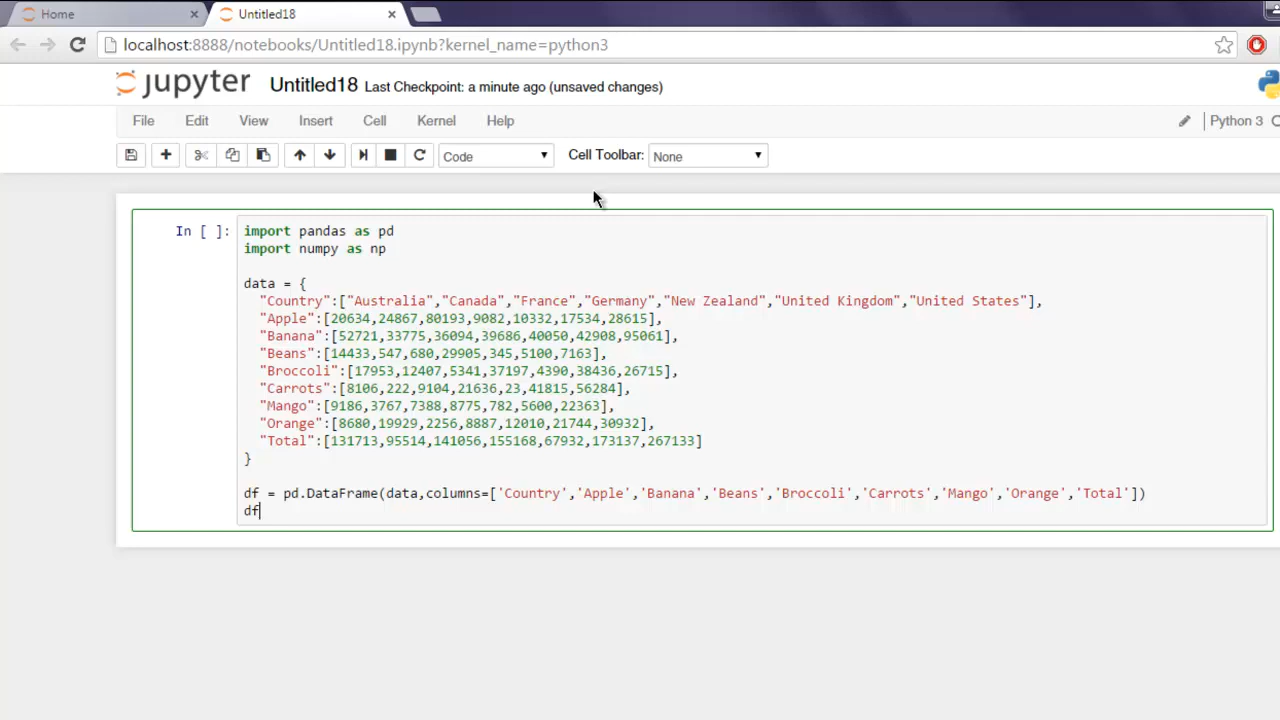 Home
Untitled18
localhost:8888/notebooks/Untitled18.ipynb?kernel_name=python3
jupyter Untitled18 Last Checkpoint: a minute ago (unsaved changes)
File Edit View Insert Cell Kernel Help Python 3
Code Cell Toolbar: None
In [ ]: import pandas as pd
import numpy as np
data = {
"Country":["Australia","Canada","France","Germany","New Zealand","United Kingdom","United States"],
"Apple":[20634,24867,80193,9082,10332,17534,28615],
"Banana":[52721,33775,36094,39686,40050,42908,95061],
"Beans":[14433,547,680,29905,345,5100,7163],
"Broccoli":[17953,12407,5341,37197,4390,38436,26715],
"Carrots":[8106,222,9104,21636,23,41815,56284],
"Mango":[9186,3767,7388,8775,782,5600,22363],
"Orange":[8680,19929,2256,8887,12010,21744,30932],
"Total":[131713,95514,141056,155168,67932,173137,267133]
}
df = pd.DataFrame(data,columns=['Country','Apple','Banana','Beans','Broccoli','Carrots','Mango','Orange','Total'])
df